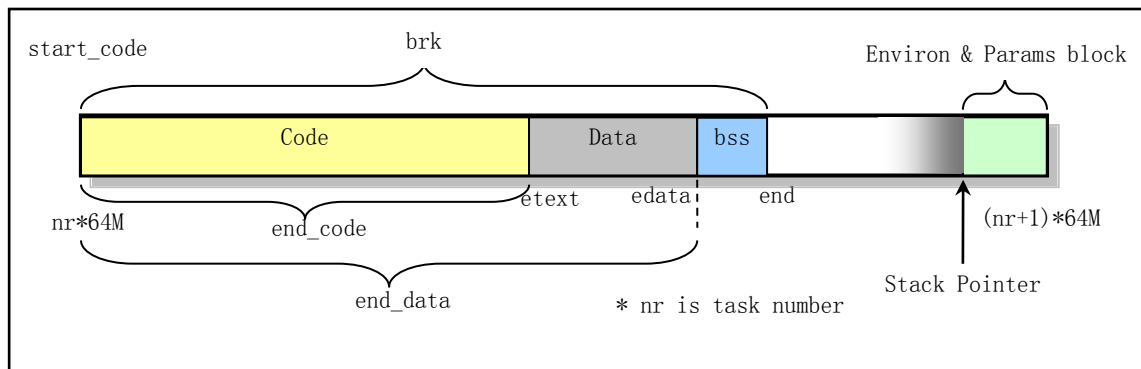 start_code
brk
Environ & Params block
Code
Data
bss
etext
edata
end
nr*64M
end_code
(nr+1)*64M
end_data
Stack Pointer
* nr is task number